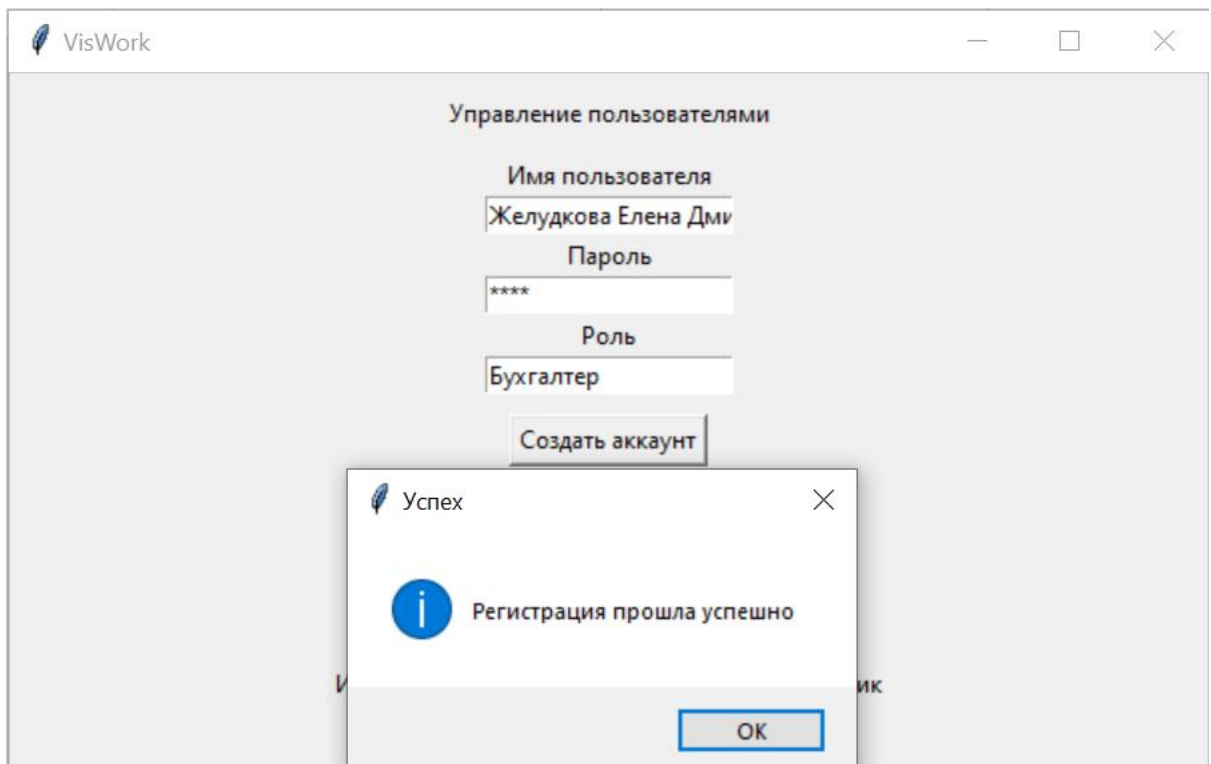 VisWork
Управление пользователями
Имя пользователя
Желудкова Елена Дми
Пароль
****
Роль
Бухгалтер
Создать аккаунт
Успех
Регистрация прошла успешно
OK